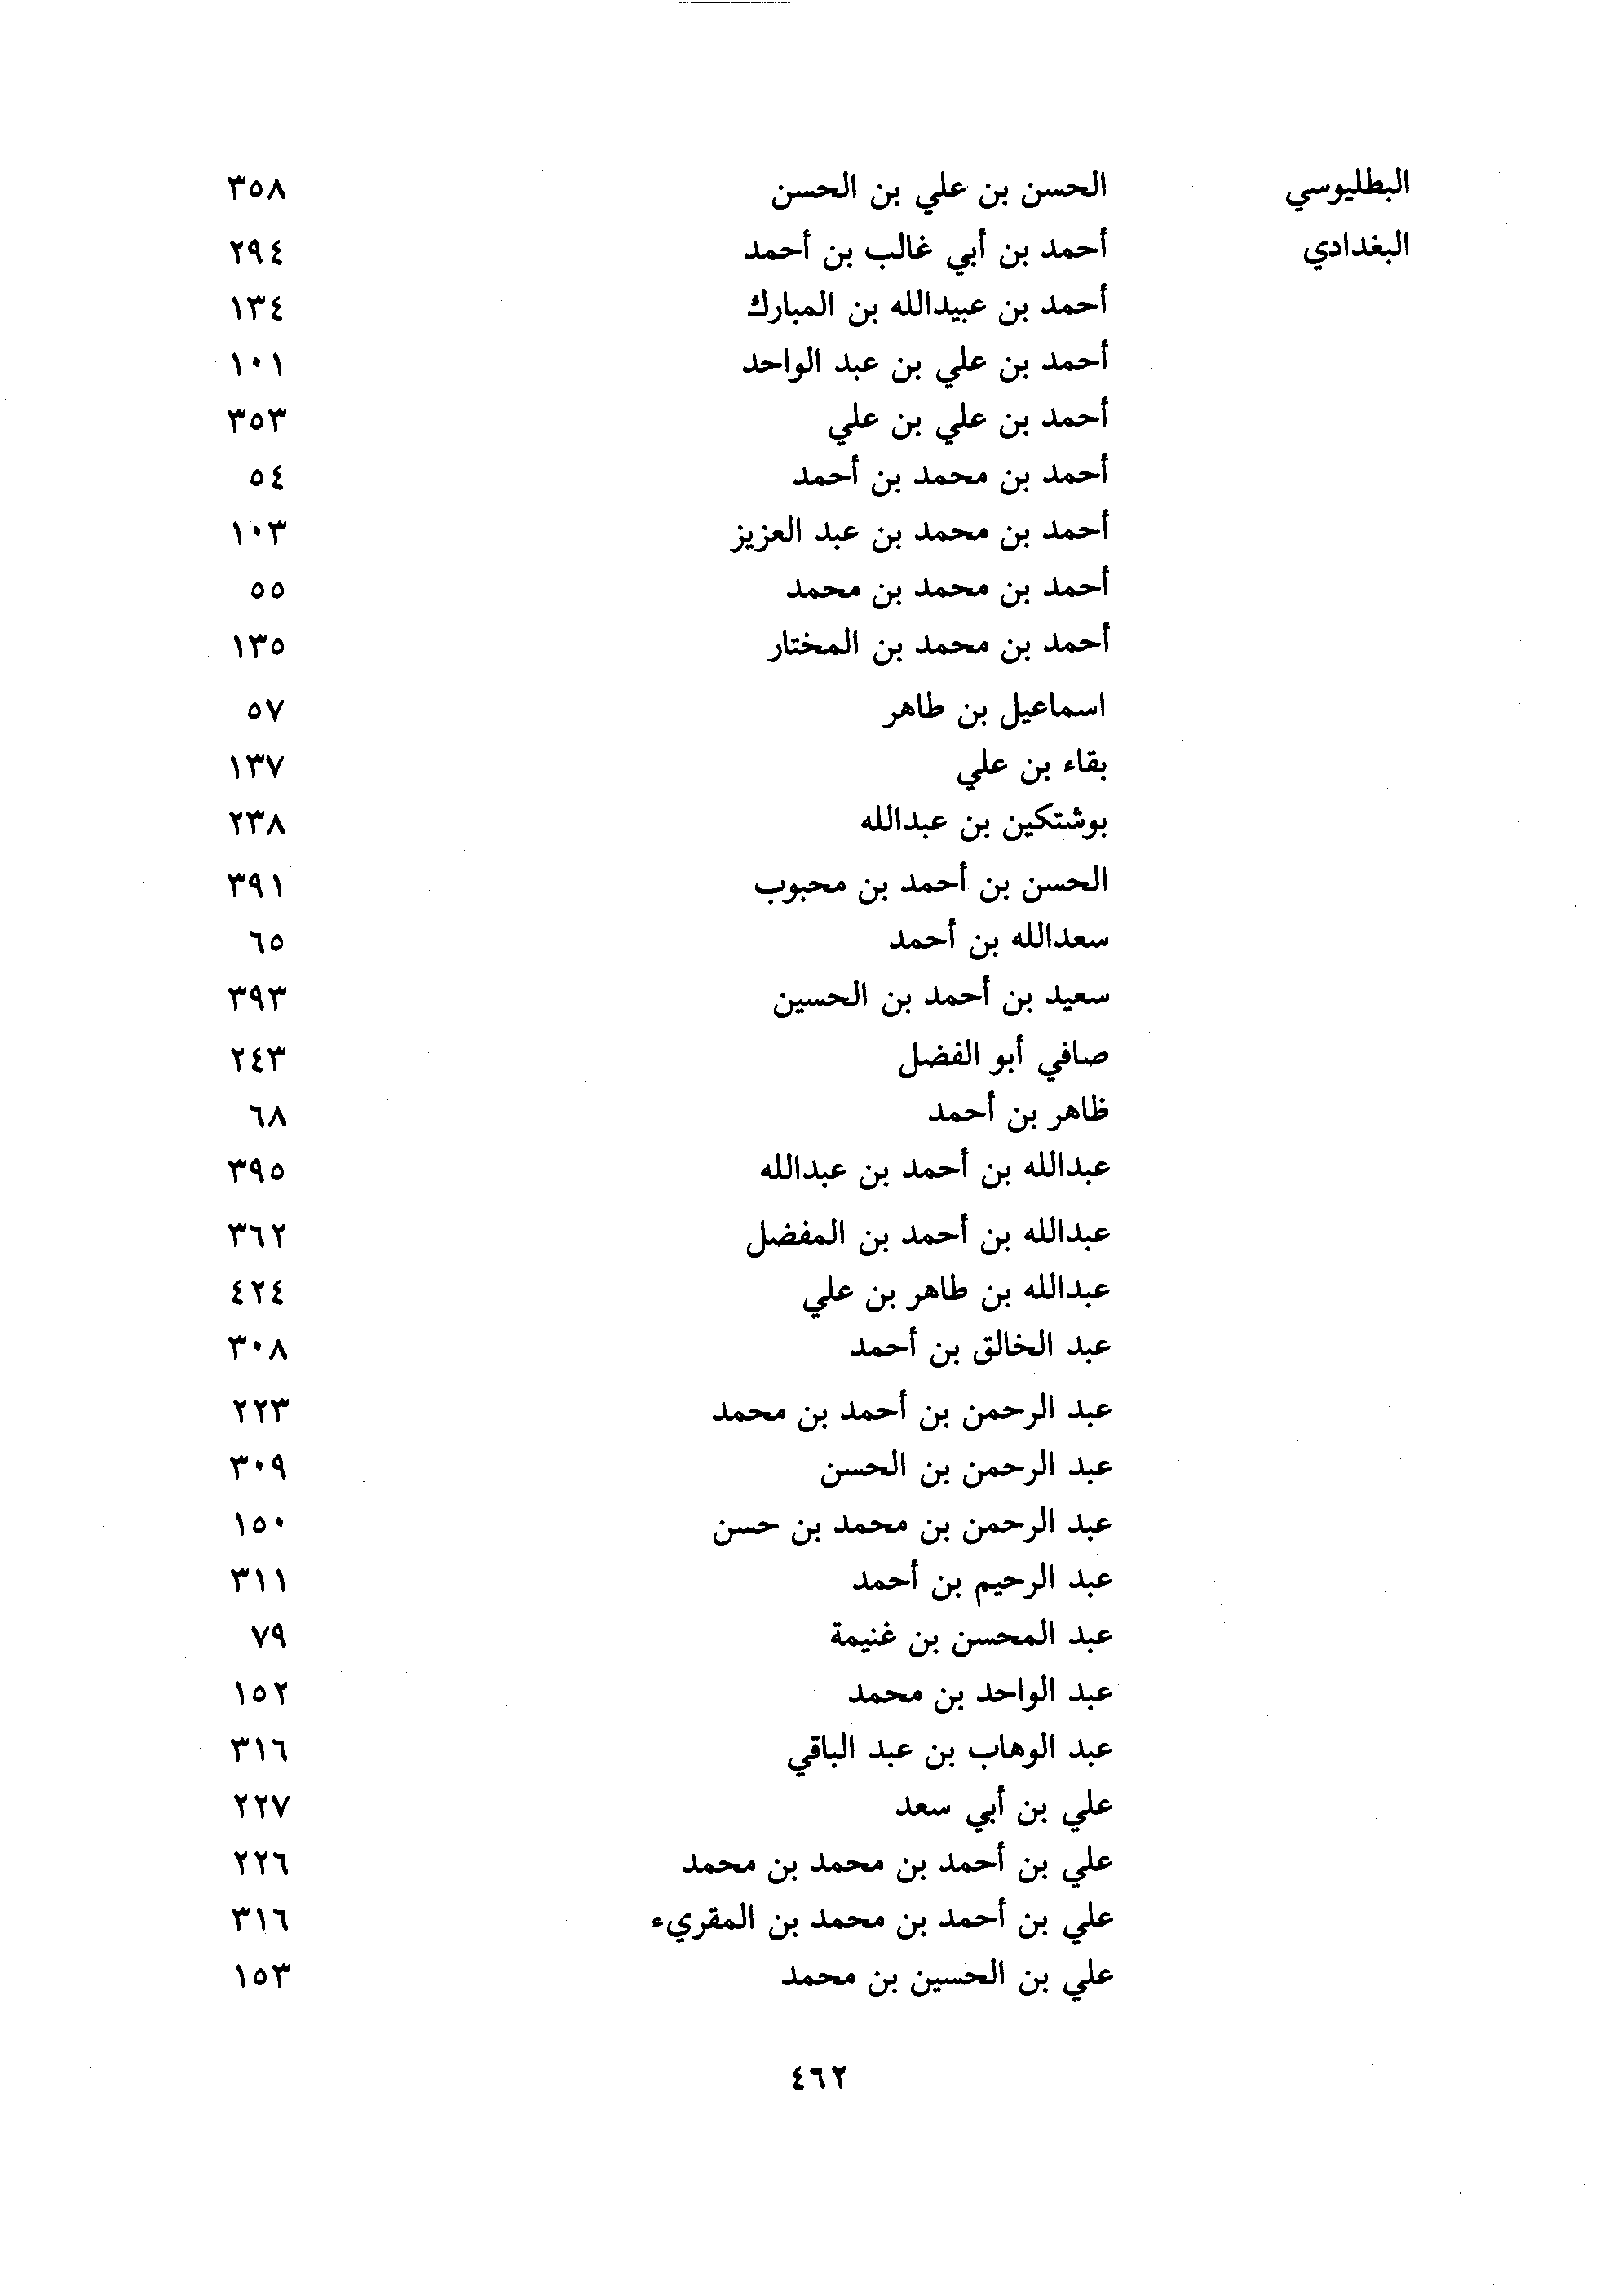 البطليوسي الحسن بن علي بن الحسن ٣٥٨
البغدادي أحمد بن أبي غالب بن أحمد ٢٩٤
أحمد بن عبيدالله بن المبارك ١٣٤
أحمد بن علي بن عبد الواحد ١٠١
أحمد بن علي بن علي ٣٥٣
أحمد بن محمد بن أحمد ٥٤
أحمد بن محمد بن عبد العزيز ١٠٣
أحمد بن محمد بن محمد ٥٥
أحمد بن محمد بن المختار ١٣٥
اسماعيل بن طاهر ٥٧
بقاء بن علي ١٣٧
بوشتكين بن عبدالله ٢٣٨
الحسن بن أحمد بن محبوب ٣٩١
سعدالله بن أحمد ٦٥
سعيد بن أحمد بن الحسين ٣٩٣
صافي أبو الفضل ٢٤٣
ظاهر بن أحمد ٦٨
عبدالله بن أحمد بن عبدالله ٣٩٥
عبدالله بن أحمد بن المفضل ٣٦٢
عبدالله بن طاهر بن علي ٤٢٤
عبد الخالق بن أحمد ٣٠٨
عبد الرحمن بن أحمد بن محمد ٢٢٣
عبد الرحمن بن الحسن ٣٠٩
عبد الرحمن بن محمد بن حسن ١٥٠
عبد الرحيم بن أحمد ٣١١
عبد المحسن بن غنيمة ٧٩
عبد الواحد بن محمد ١٥٢
عبد الوهاب بن عبد الباقي ٣١٦
علي بن أبي سعد ٢٢٧
علي بن أحمد بن محمد بن محمد ٢٢٦
علي بن أحمد بن محمد بن المقريء ٣١٦
علي بن الحسين بن محمد ١٥٣
٤٦٢